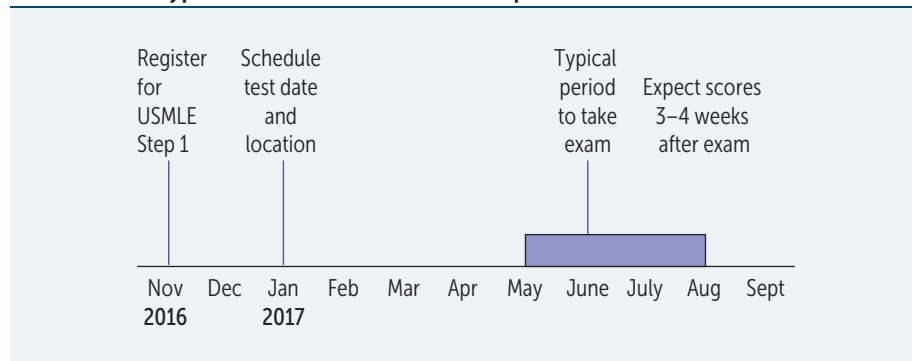 Register
for
USMLE
Step 1
Schedule
test date
and
location
Typical
period
to take
exam
Expect scores
3–4 weeks
after exam
Nov Dec Jan Feb Mar Apr May June July Aug Sept
2016 2017